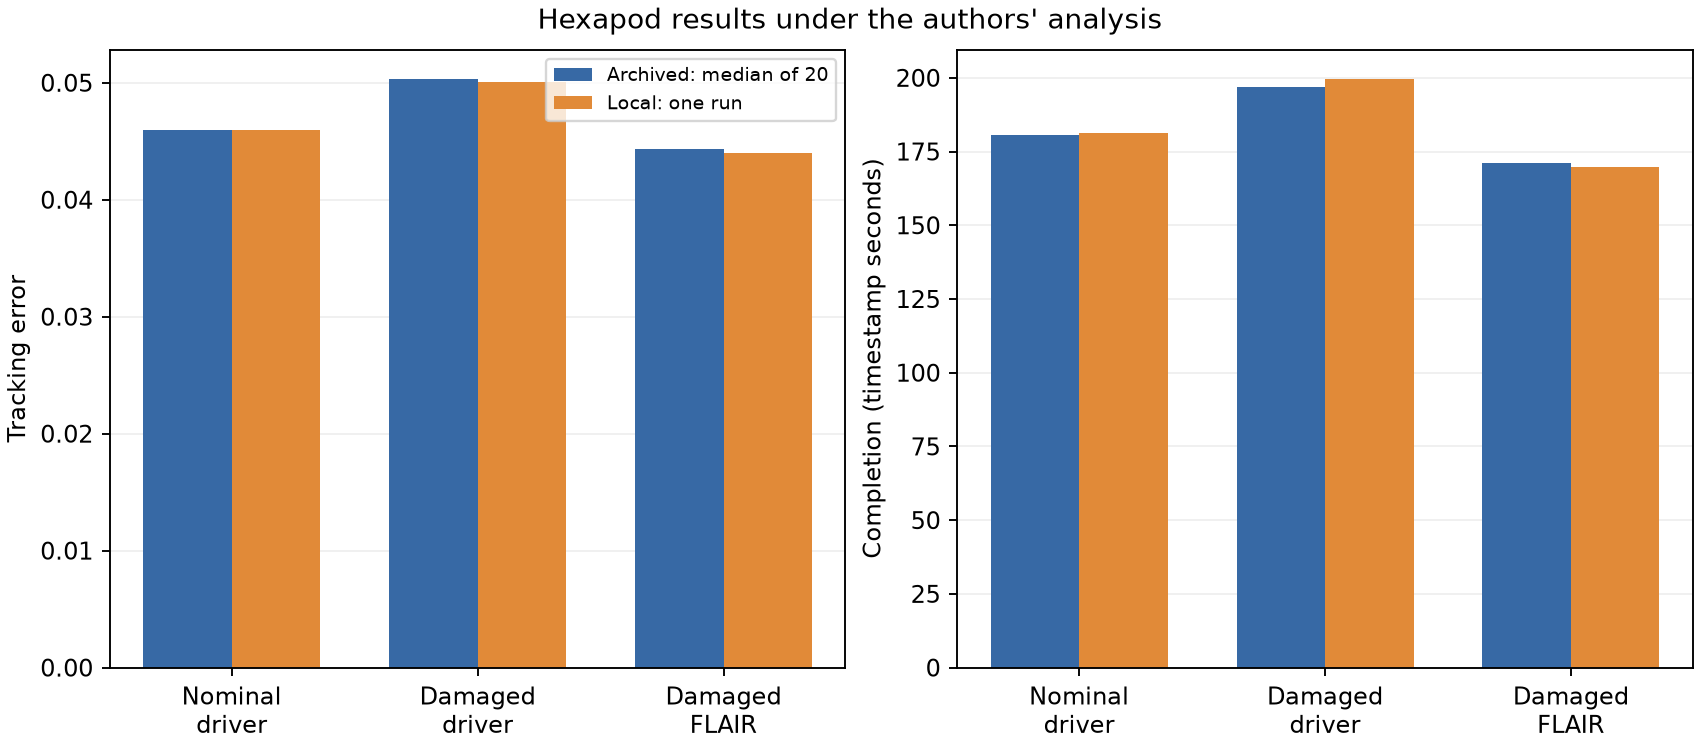 Hexapod results under the authors' analysis
Tracking error
0.05
0.04
0.03
0.02
0.01
0.00
Archived: median of 20
Local: one run
Nominal
driver
Damaged
driver
Damaged
FLAIR
Completion (timestamp seconds)
200
175
150
125
100
75
50
25
0
Nominal
driver
Damaged
driver
Damaged
FLAIR